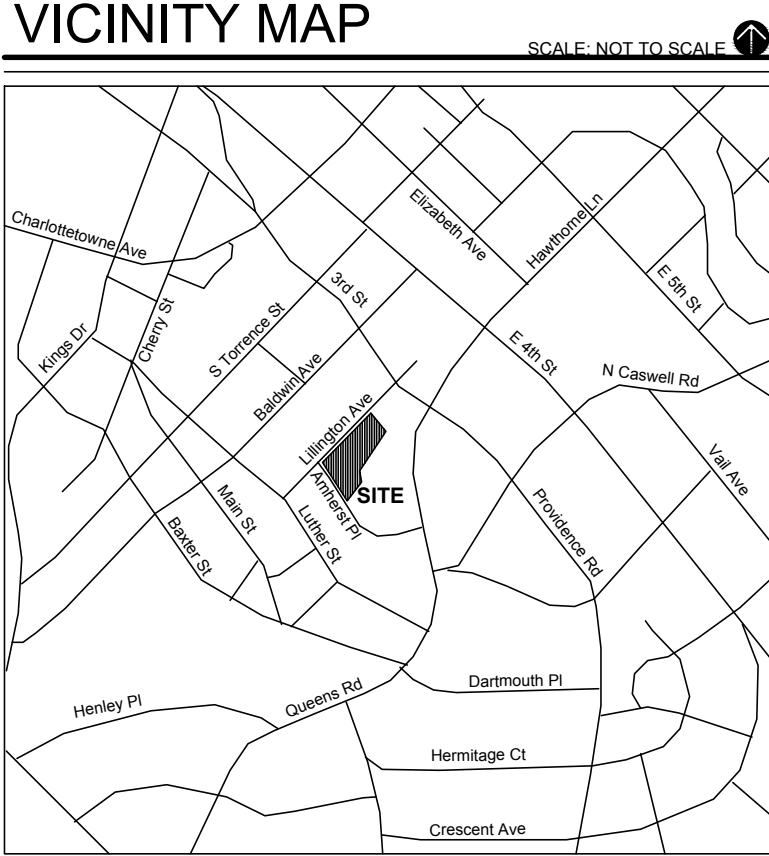 VICINITY MAP
SCALE: NOT TO SCALE
Charlottetowne Ave
Elizabeth Ave
Hawthorne Ln
E 5th St
3rd St
Kings Dr
Cherry St
S Torrence St
E 4th St
Baldwin Ave
N Caswell Rd
Lillington Ave
Vail Ave
Amherst Pl
SITE
Main St
Luther St
Providence Rd
Baxter St
Dartmouth Pl
Queens Rd
Henley Pl
Hermitage Ct
Crescent Ave